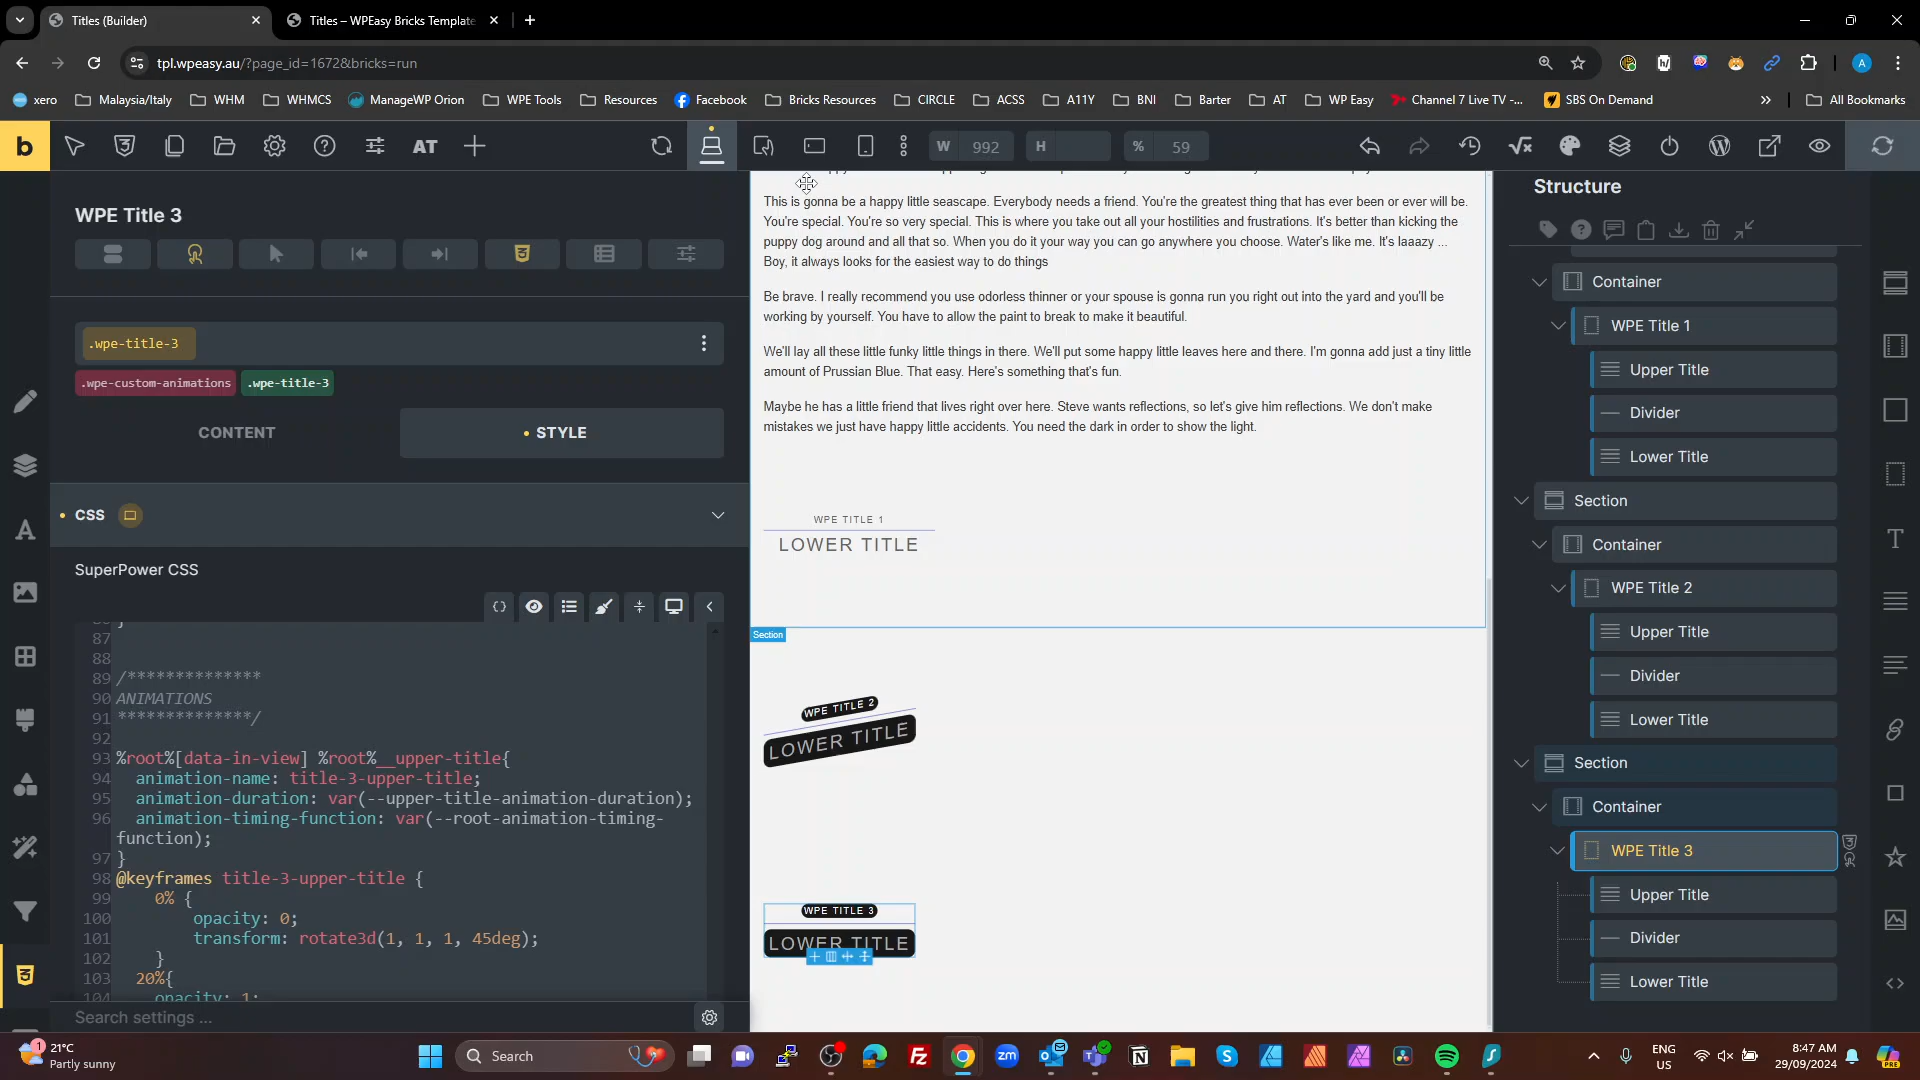 Titles (Builder)
Titles – WPEasy Bricks Template
tpl.wpeasy.au/?page_id=1672&bricks=run
A
xero
Malaysia/Italy
WHM
WHMCS
ManageWP Orion
WPE Tools
Resources
Facebook
Bricks Resources
CIRCLE
ACSS
A11Y
BNI
Barter
AT
WP Easy
Channel 7 Live TV -...
SBS On Demand
»
All Bookmarks
b
AT
W 992
H
% 59
WPE Title 3
.wpe-title-3
.wpe-custom-animations
.wpe-title-3
CONTENT
• STYLE
• CSS
SuperPower CSS
87
88
89 /**************
90 ANIMATIONS
91 **************/
92
93 %root%[data-in-view] %root%__upper-title{
94 animation-name: title-3-upper-title;
95 animation-duration: var(--upper-title-animation-duration);
96 animation-timing-function: var(--root-animation-timing-
function);
97 }
98 @keyframes title-3-upper-title {
99 0% {
100 opacity: 0;
101 transform: rotate3d(1, 1, 1, 45deg);
102 }
103 20%{
104 opacity: 1;
Search settings ...
This is gonna be a happy little seascape. Everybody needs a friend. You're the greatest thing that has ever been or ever will be.
You're special. You're so very special. This is where you take out all your hostilities and frustrations. It's better than kicking the
puppy dog around and all that so. When you do it your way you can go anywhere you choose. Water's like me. It's laaazy ...
Boy, it always looks for the easiest way to do things
Be brave. I really recommend you use odorless thinner or your spouse is gonna run you right out into the yard and you'll be
working by yourself. You have to allow the paint to break to make it beautiful.
We'll lay all these little funky little things in there. We'll put some happy little leaves here and there. I'm gonna add just a tiny little
amount of Prussian Blue. That easy. Here's something that's fun.
Maybe he has a little friend that lives right over here. Steve wants reflections, so let's give him reflections. We don't make
mistakes we just have happy little accidents. You need the dark in order to show the light.
WPE TITLE 1
LOWER TITLE
Section
WPE TITLE 2
LOWER TITLE
WPE TITLE 3
LOWER TITLE
Structure
Container
WPE Title 1
Upper Title
Divider
Lower Title
Section
Container
WPE Title 2
Upper Title
Divider
Lower Title
Section
Container
WPE Title 3
Upper Title
Divider
Lower Title
1
21°C
Partly sunny
Search
ENG
US
8:47 AM
29/09/2024